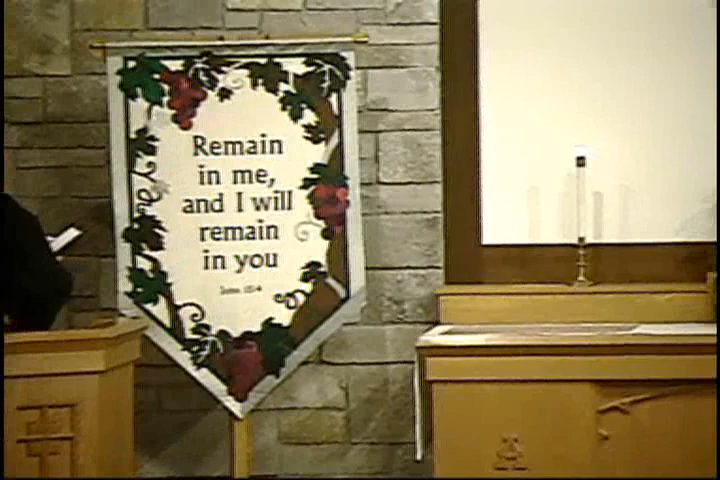 Remain
in me,
and I will
remain
in you
John 15:4